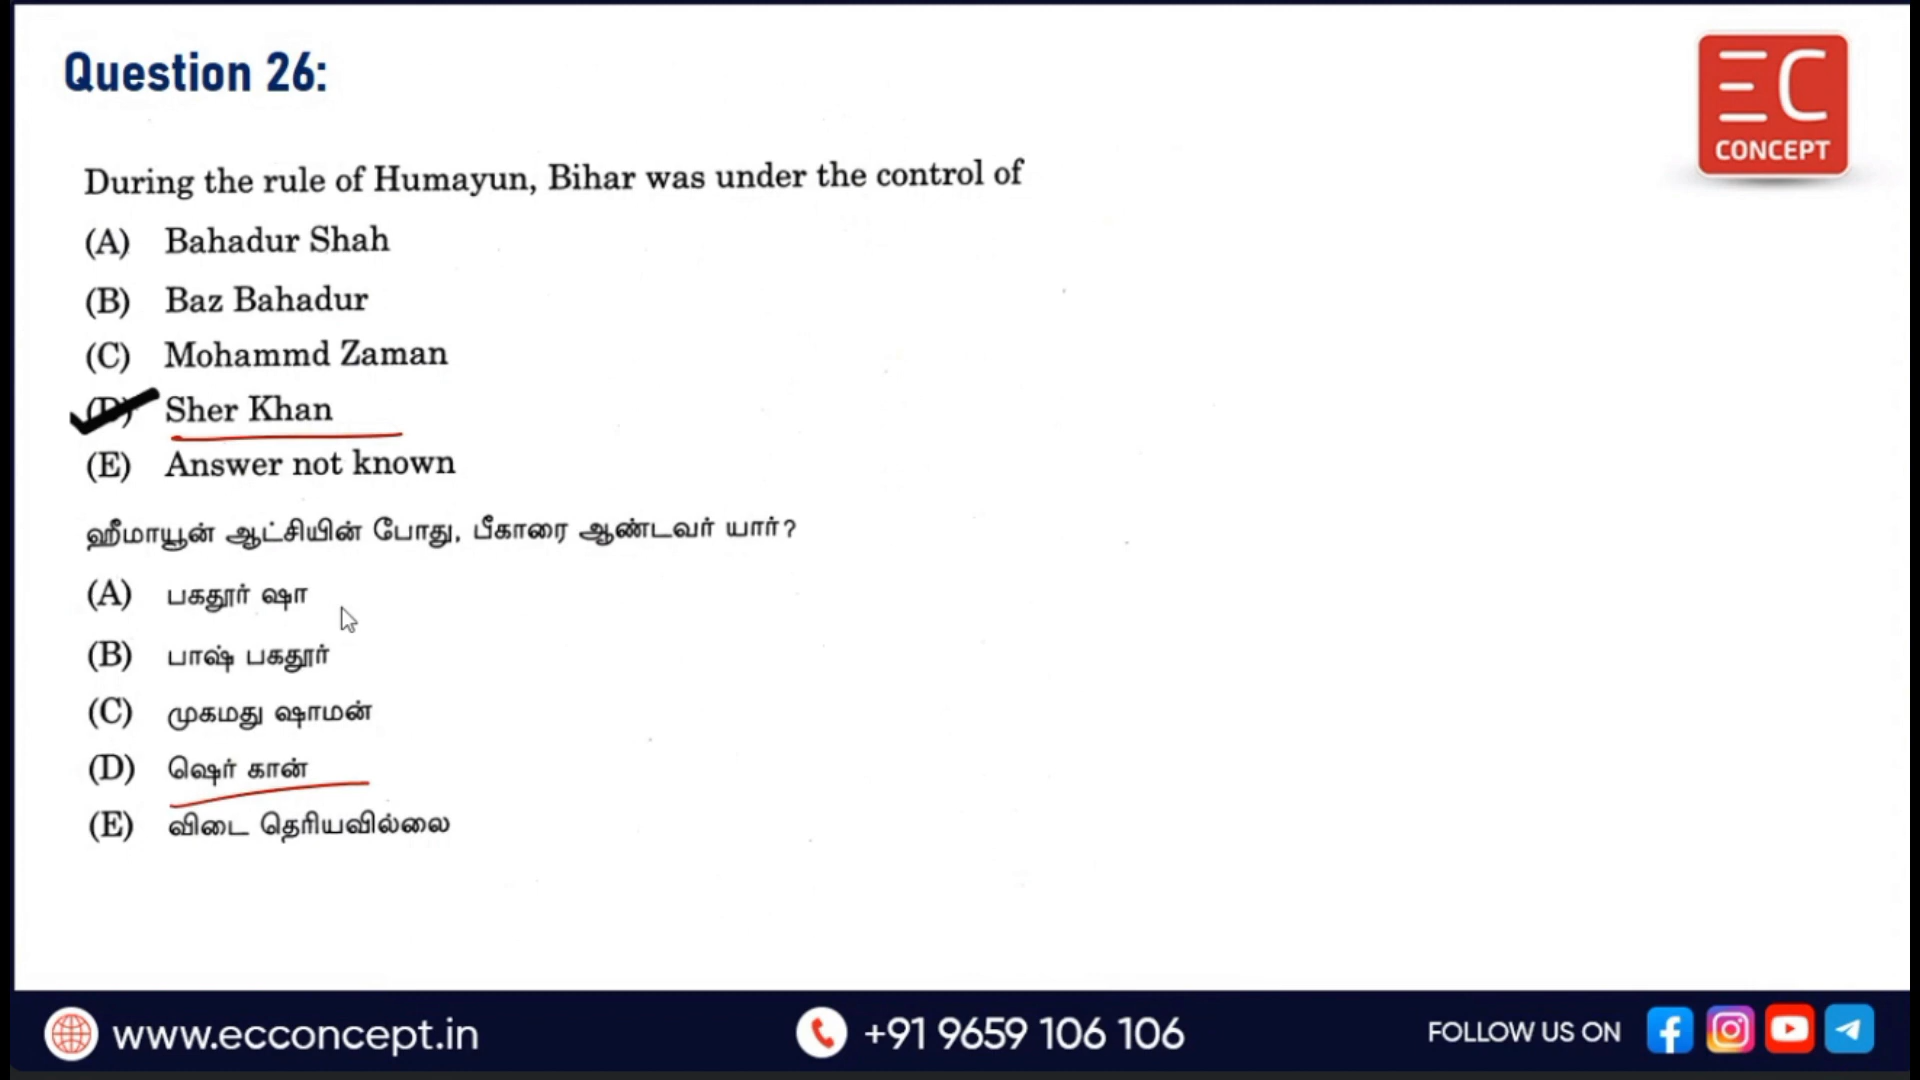 Question 26:
EC
CONCEPT
During the rule of Humayun, Bihar was under the control of
(A) Bahadur Shah
(B) Baz Bahadur
(C) Mohammd Zaman
(D) Sher Khan
(E) Answer not known
ஹீமாயூன் ஆட்சியின் போது, பீகாரை ஆண்டவர் யார்?
(A) பகதூர் ஷா
(B) பாஷ் பகதூர்
(C) முகமது ஷாமன்
(D) ஷெர் கான்
(E) விடை தெரியவில்லை
www.ecconcept.in
+91 9659 106 106
FOLLOW US ON